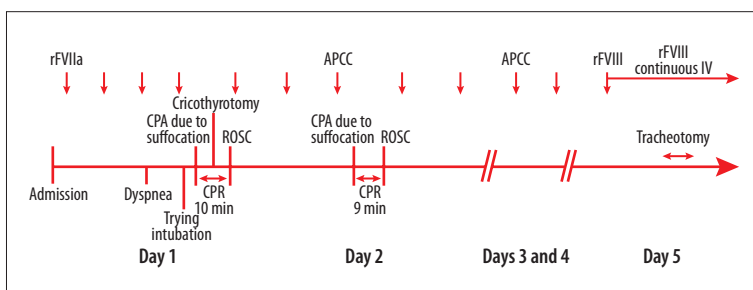 rFVIIa
APCC
APCC
rFVIII
rFVIII
continuous IV
Cricothyrotomy
CPA due to
suffocation
ROSC
CPA due to
suffocation
ROSC
Tracheotomy
Admission
Dyspnea
Trying
intubation
CPR
10 min
CPR
9 min
Day 1
Day 2
Days 3 and 4
Day 5